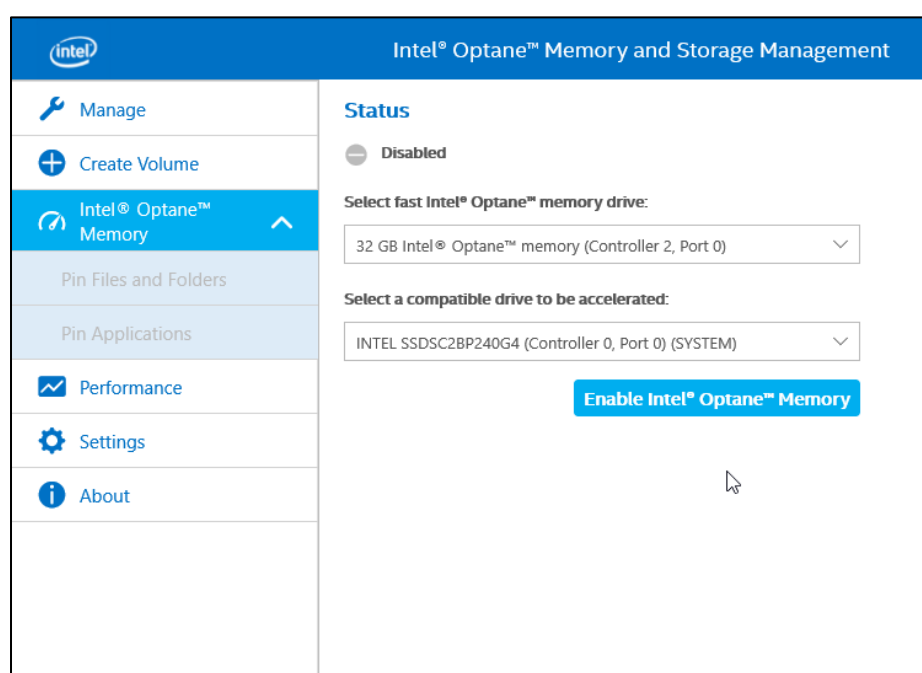 intel
Intel® Optane™ Memory and Storage Management
Manage
Create Volume
Intel® Optane™
Memory
Pin Files and Folders
Pin Applications
Performance
Settings
About
Status
Disabled
Select fast Intel® Optane™ memory drive:
32 GB Intel® Optane™ memory (Controller 2, Port 0)
Select a compatible drive to be accelerated:
INTEL SSDSC2BP240G4 (Controller 0, Port 0) (SYSTEM)
Enable Intel® Optane™ Memory